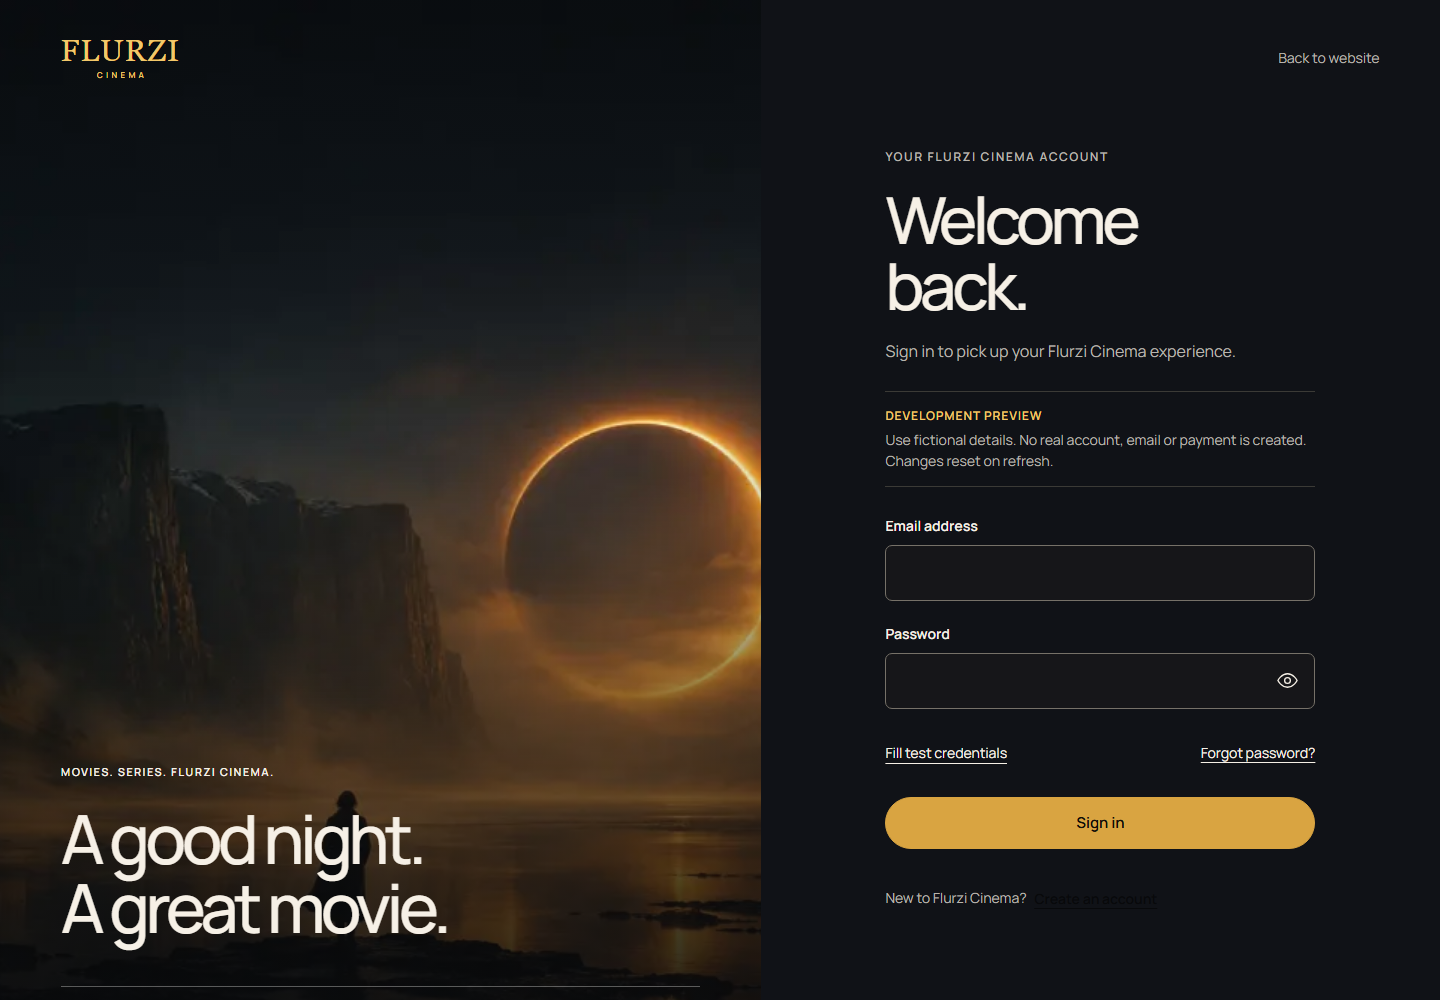 FLURZI
CINEMA
MOVIES. SERIES. FLURZI CINEMA.
A good night.
A great movie.
Back to website
YOUR FLURZI CINEMA ACCOUNT
Welcome
back.
Sign in to pick up your Flurzi Cinema experience.
DEVELOPMENT PREVIEW
Use fictional details. No real account, email or payment is created.
Changes reset on refresh.
Email address
Password
Fill test credentials
Forgot password?
Sign in
New to Flurzi Cinema? Create an account